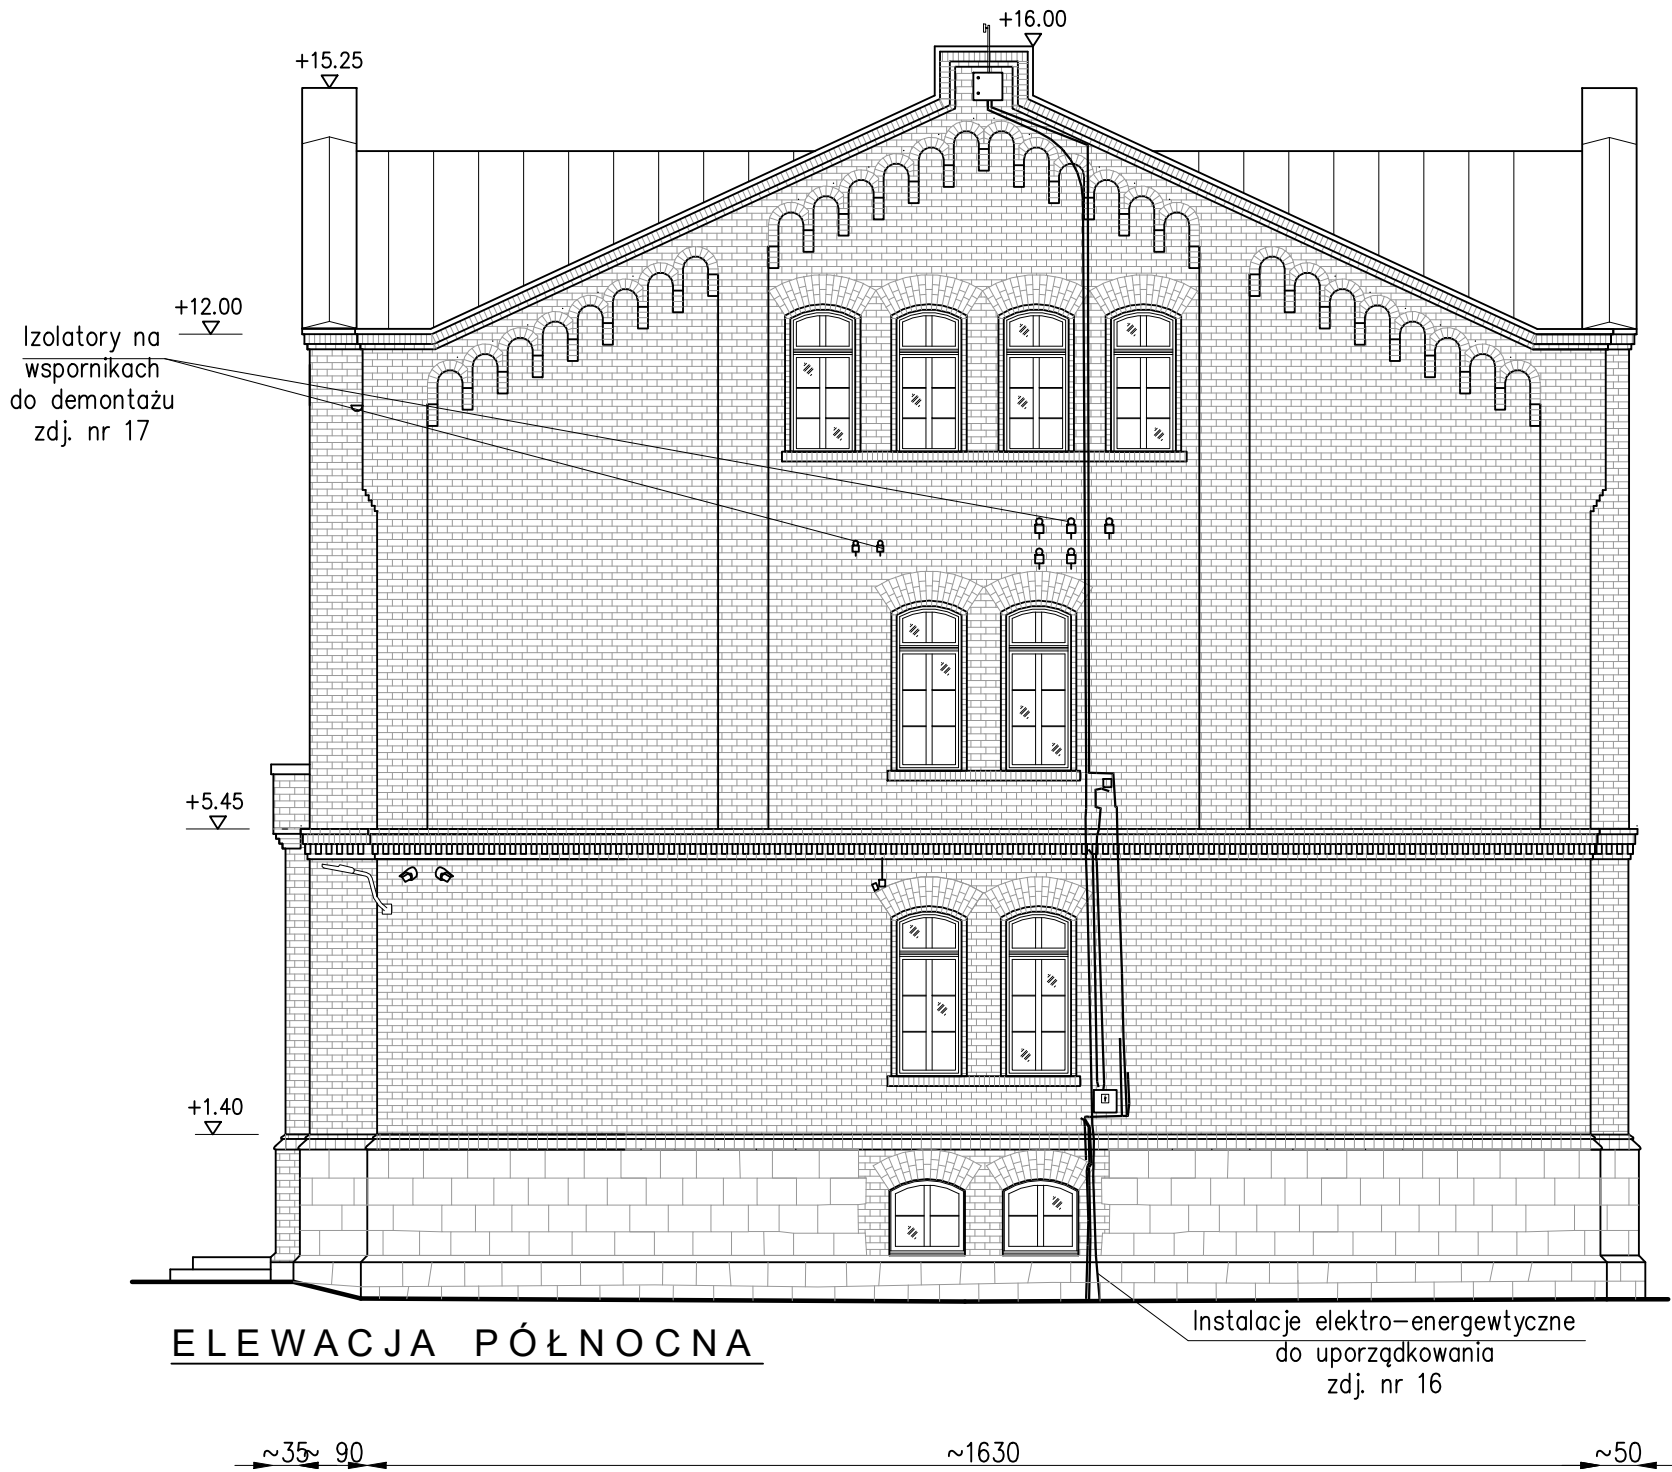 +16.00
+15.25
+12.00
Izolatory na
wspornikach
do demontażu
zdj. nr 17
+5.45
+1.40
ELEWACJA PÓŁNOCNA
Instalacje elektro-energewtyczne
do uporządkowania
zdj. nr 16
~35 ~ 90 ~1630 ~50